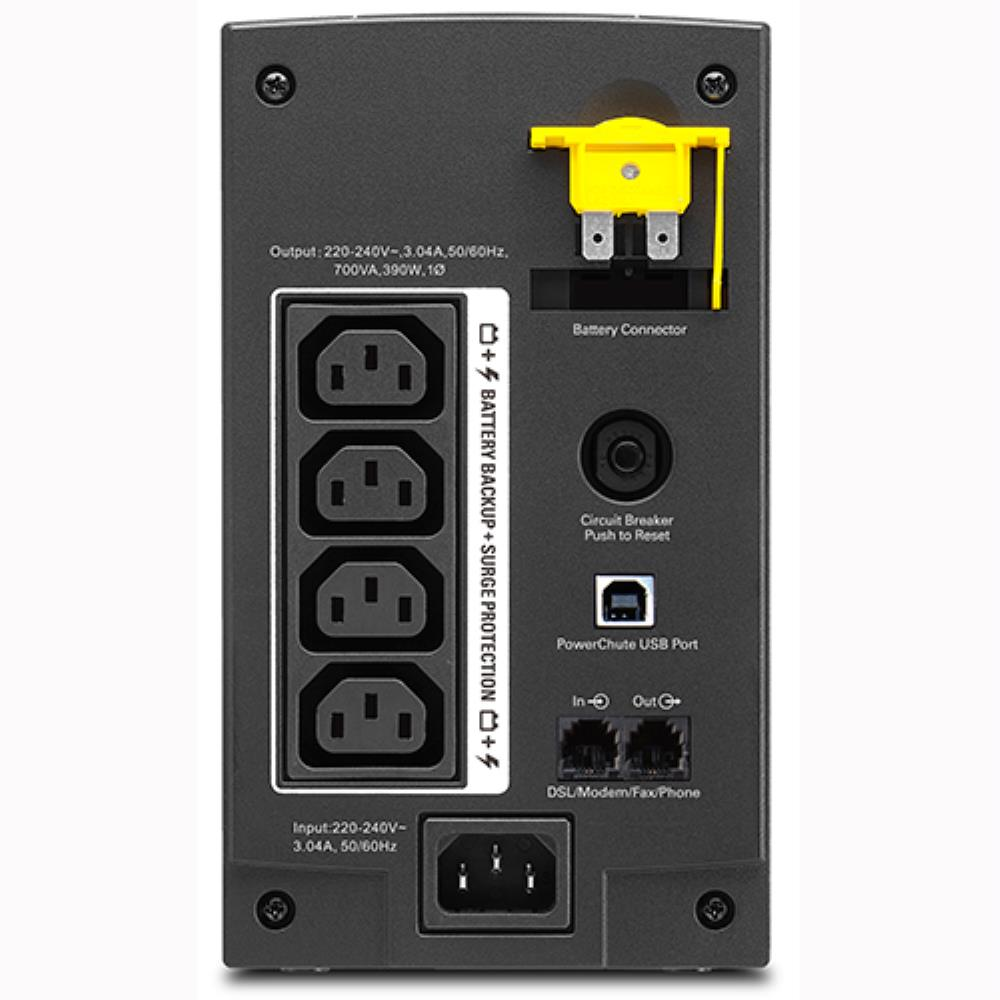 Output: 220-240V~,3.04A,50/60Hz,
700VA,390W,1Ø
Battery Connector
BATTERY BACKUP + SURGE PROTECTION
Circuit Breaker
Push to Reset
PowerChute USB Port
In
Out
DSL/Modem/Fax/Phone
Input:220-240V~
3.04A, 50/60Hz